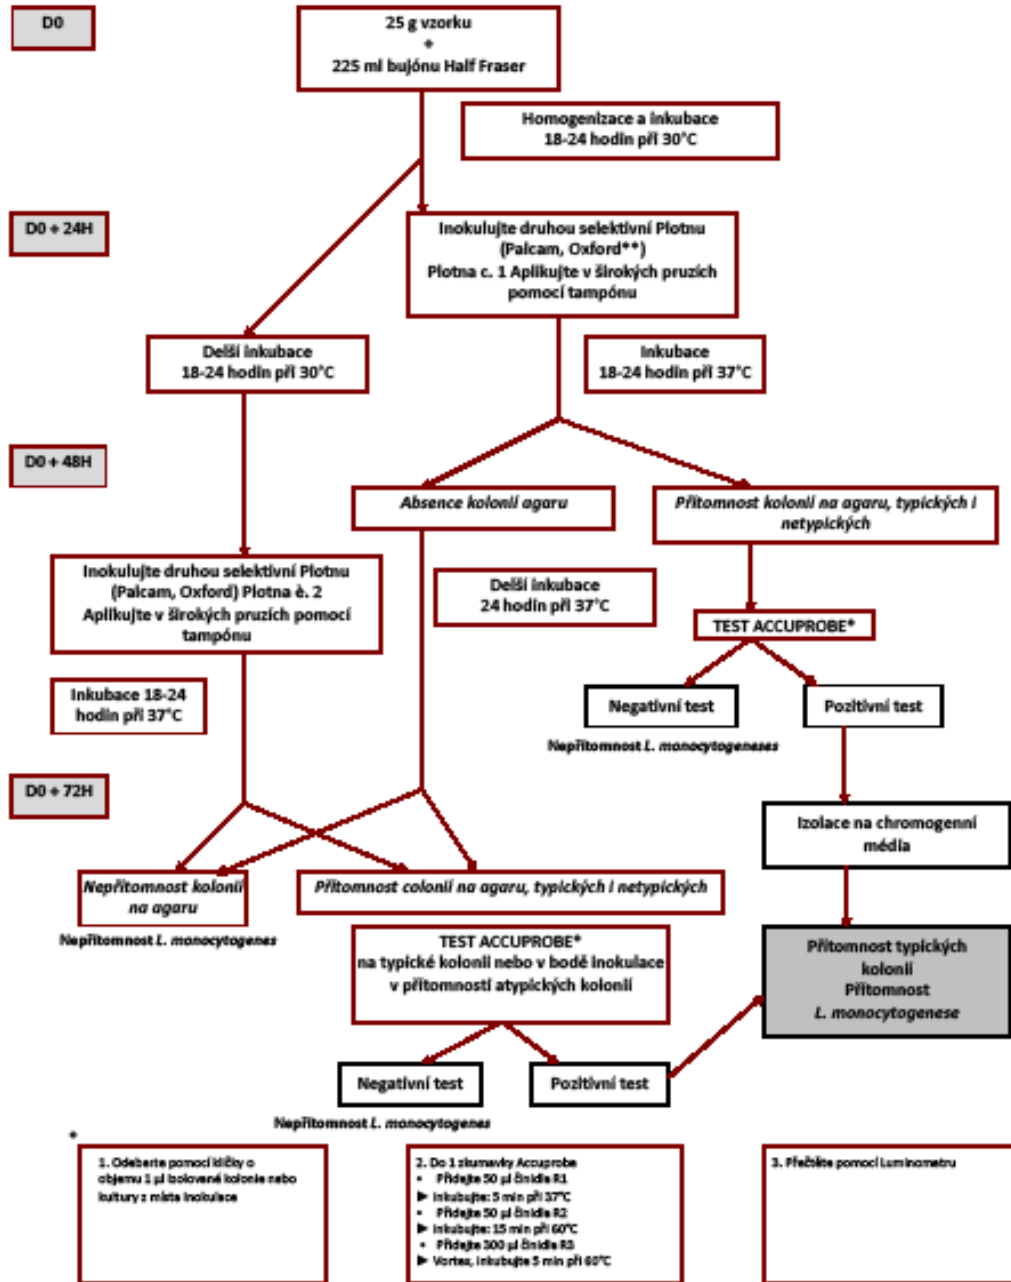 D0
25 g vzorku
+
225 ml bujónu Half Fraser
Homogenizace a inkubace
18-24 hodin při 30°C
D0 + 24H
Inokulujte druhou selektivní Plotnu
(Palcam, Oxford**)
Plotna c. 1 Aplikujte v širokých pruzích
pomocí tampónu
Delší inkubace
18-24 hodin při 30°C
Inkubace
18-24 hodin při 37°C
D0 + 48H
Absence kolonií agaru
Přítomnost kolonií na agaru, typických i
netypických
Inokulujte druhou selektivní Plotnu
(Palcam, Oxford) Plotna è. 2
Aplikujte v širokých pruzích pomocí
tampónu
Delší inkubace
24 hodin při 37°C
TEST ACCUPROBE*
Inkubace 18-24
hodin při 37°C
Negativní test
Pozitivní test
Nepřítomnost L. monocytogeneses
D0 + 72H
Izolace na chromogenní
média
Nepřítomnost kolonií
na agaru
Přítomnost colonií na agaru, typických i netypických
Nepřítomnost L. monocytogenes
TEST ACCUPROBE*
na typické kolonii nebo v bodě inokulace
v přítomnosti atypických kolonií
Přítomnost typických
kolonií
Přítomnost
L. monocytogenese
Negativní test
Pozitivní test
Nepřítomnost L. monocytogenes
*
1. Odeberte pomocí kličky o
objemu 1 µl izolované kolonie nebo
kultury z místa inokulace
2. Do 1 zkumavky Accuprobe
• Přidejte 50 µl činidla R1
► Inkubujte: 5 min při 37°C
• Přidejte 50 µl činidla R2
► Inkubujte: 15 min při 60°C
• Přidejte 300 µl činidla R3
► Vortex, inkubujte 5 min při 60°C
3. Přečtěte pomocí Luminometru